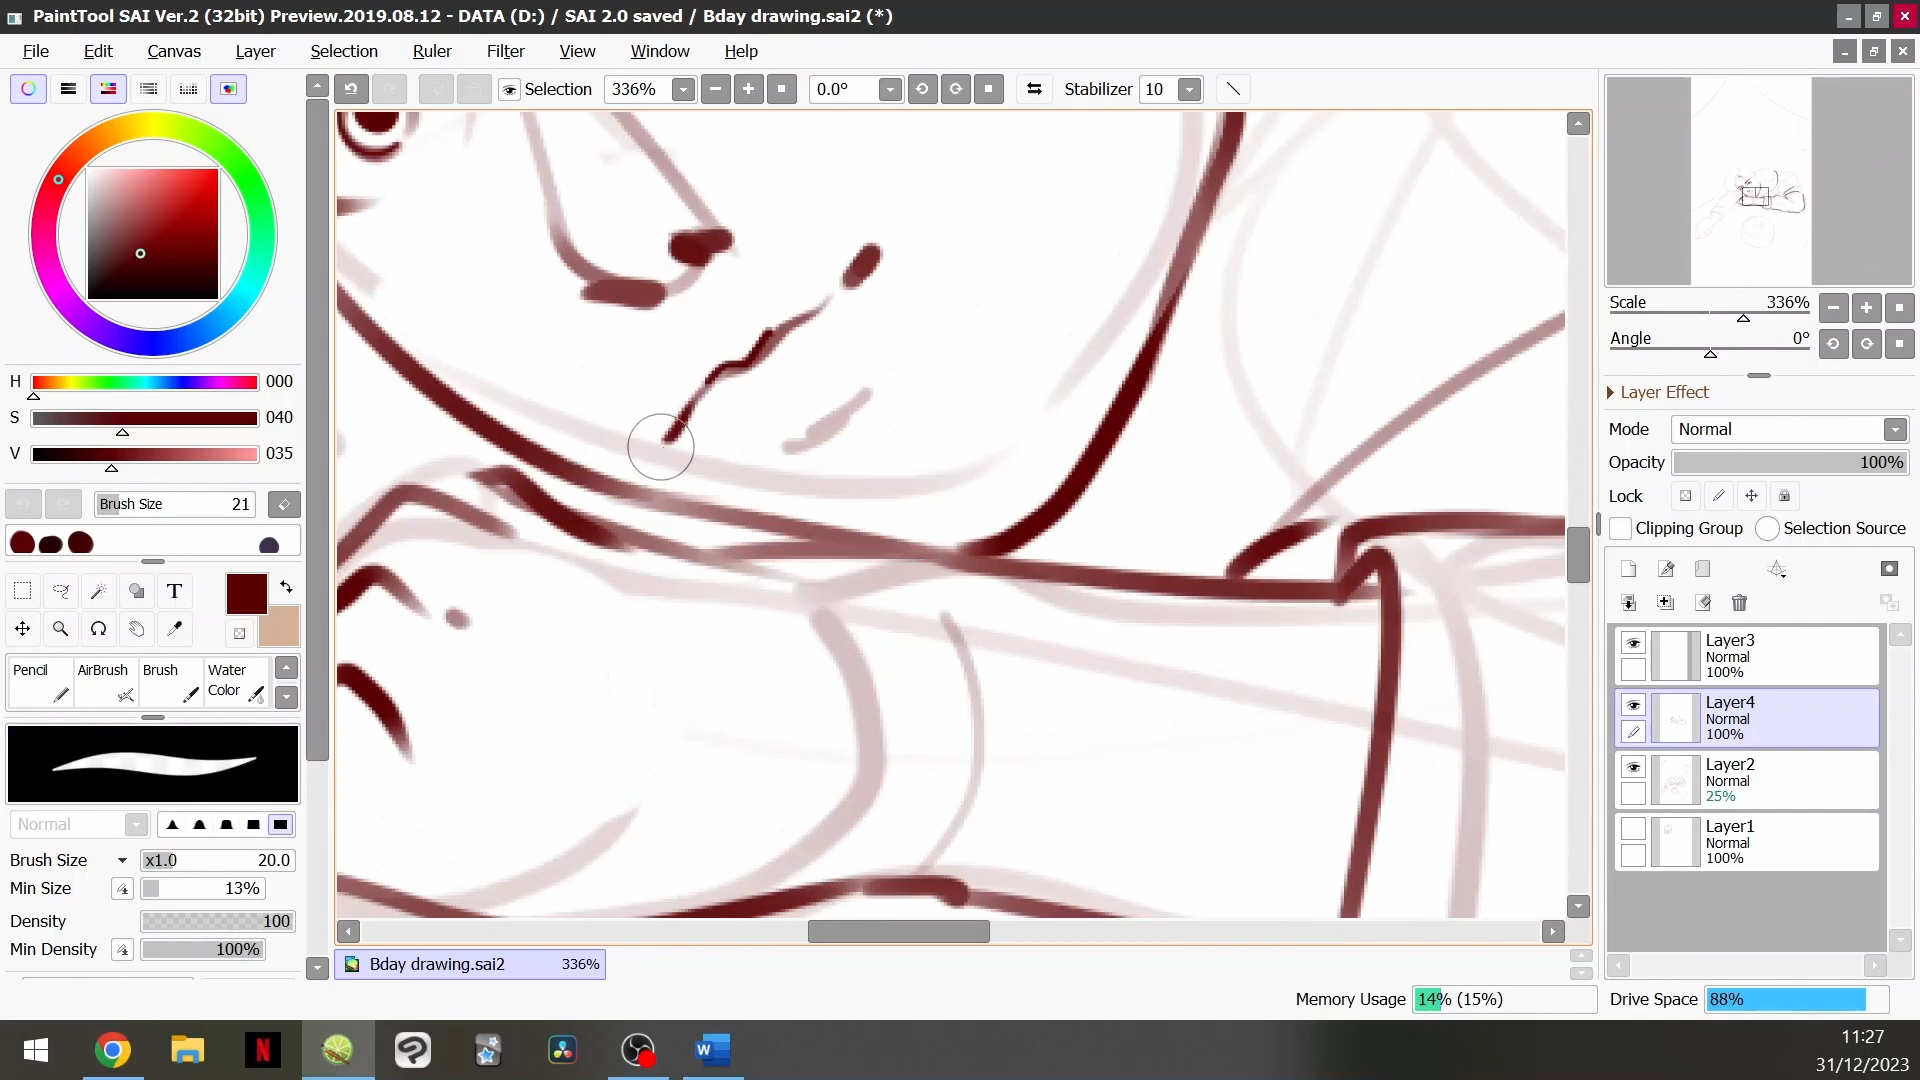 PaintTool SAI Ver.2 (32bit) Preview.2019.08.12 - DATA (D:) / SAI 2.0 saved / Bday drawing.sai2 (*)
File Edit Canvas Layer Selection Ruler Filter View Window Help
Selection 336% 0.0° Stabilizer 10
Scale 336%
Angle 0°
Layer Effect
Mode Normal
Opacity 100%
Lock
Clipping Group Selection Source
H 000
S 040
V 035
Brush Size 21
T
Pencil AirBrush Brush Water Color
Normal
Brush Size x1.0 20.0
Min Size 13%
Density 100
Min Density 100%
Layer3
Normal
100%
Layer4
Normal
100%
Layer2
Normal
25%
Layer1
Normal
100%
Bday drawing.sai2 336%
Memory Usage 14% (15%) Drive Space 88%
N
W
11:27
31/12/2023